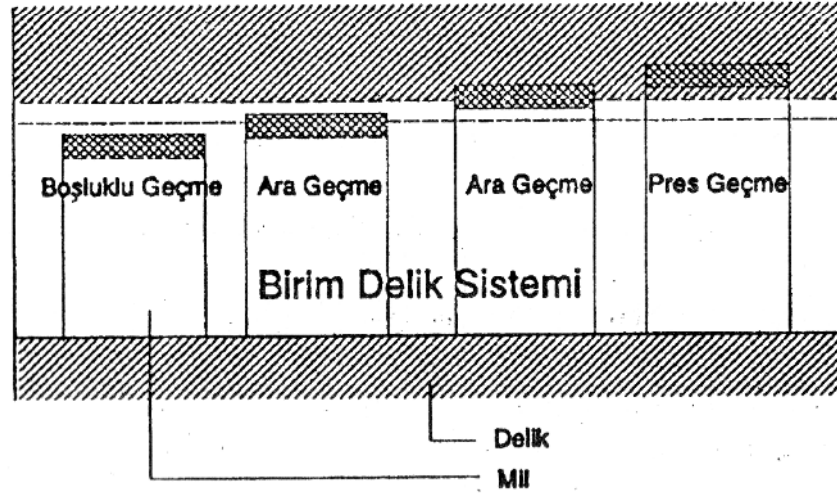 Boşluklu Geçme
Ara Geçme
Ara Geçme
Pres Geçme
Birim Delik Sistemi
Delik
Mil